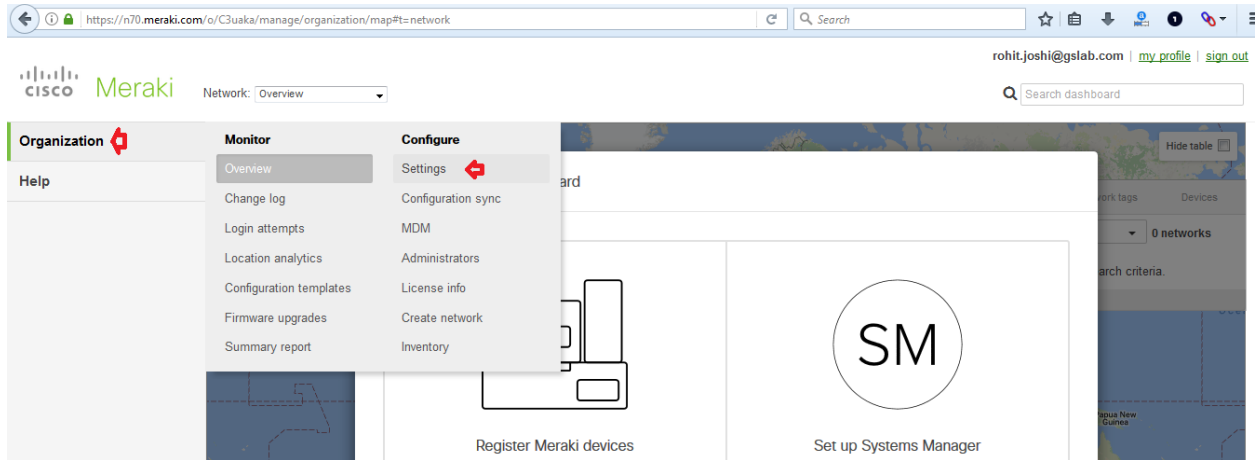 https://n70.meraki.com/o/C3uaka/manage/organization/map#t=network
Search
rohit.joshi@gslab.com | my profile | sign out
CISCO Meraki
Network: Overview
Search dashboard
Organization
Help
Monitor
Overview
Change log
Login attempts
Location analytics
Configuration templates
Firmware upgrades
Summary report
Configure
Settings
Configuration sync
MDM
Administrators
License info
Create network
Inventory
ard
Hide table
ork tags
Devices
0 networks
arch criteria.
SM
Register Meraki devices
Set up Systems Manager
Papua New
Guinea